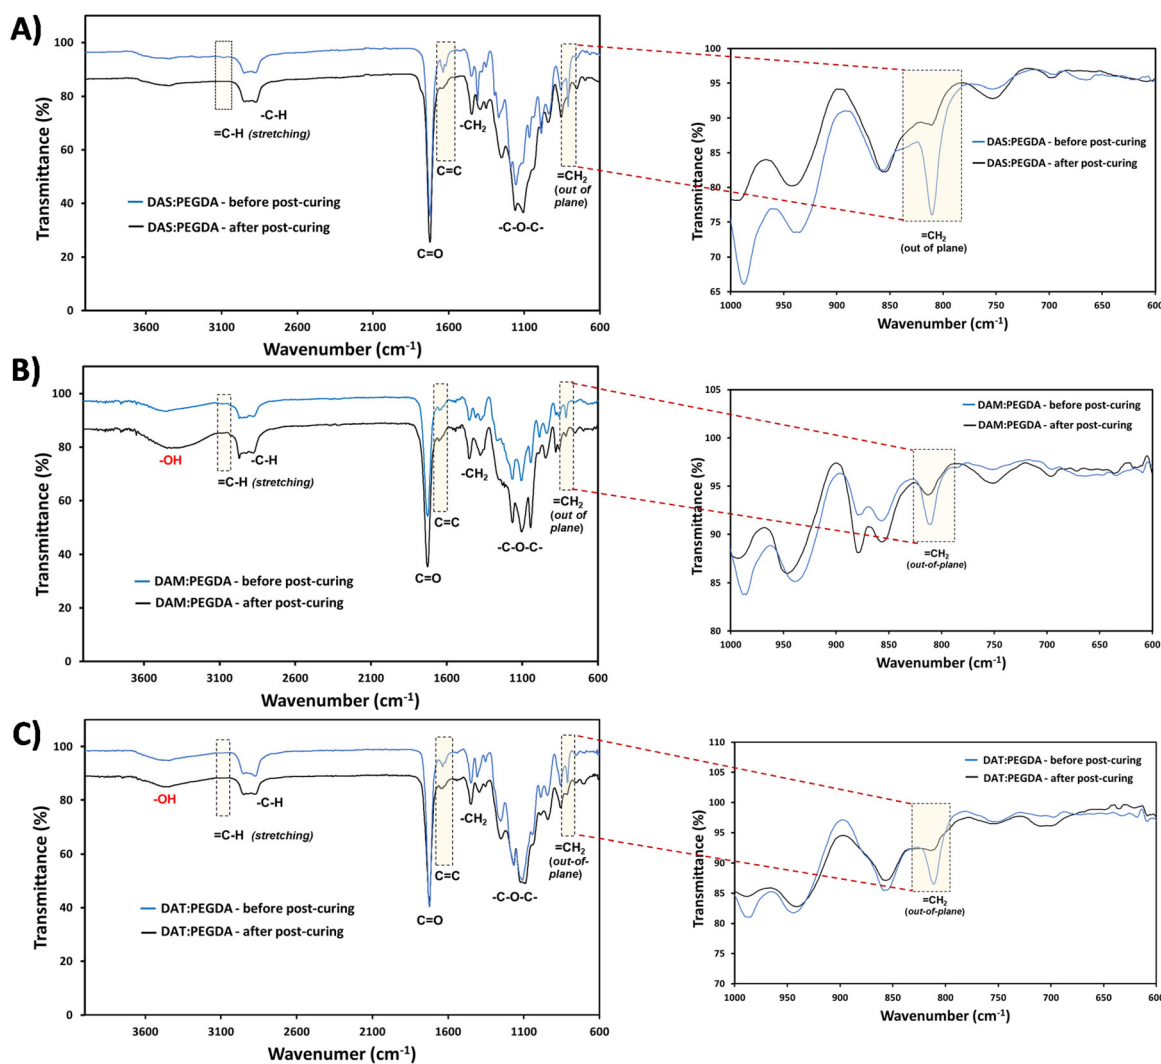 A)
100
80
60
40
20
0
3600
3100
2600
2100
1600
1100
600
Transmittance (%)
Wavenumber (cm⁻¹)
=C-H (stretching)
-C-H
C=O
C=C
-CH₂
-C-O-C-
=CH₂
(out of
plane)
DAS:PEGDA - before post-curing
DAS:PEGDA - after post-curing
100
95
90
85
80
75
70
65
1000
950
900
850
800
750
700
650
600
Transmittance (%)
Wavenumber (cm⁻¹)
=CH₂
(out of plane)
DAS:PEGDA - before post-curing
DAS:PEGDA - after post-curing
B)
100
80
60
40
20
0
3600
3100
2600
2100
1600
1100
600
Transmittance (%)
Wavenumber (cm⁻¹)
-OH
=C-H (stretching)
-C-H
C=O
C=C
-CH₂
-C-O-C-
=CH₂
(out of
plane)
DAM:PEGDA - before post-curing
DAM:PEGDA - after post-curing
105
100
95
90
85
80
1000
950
900
850
800
750
700
650
600
Transmittance (%)
Wavenumber (cm⁻¹)
=CH₂
(out-of-plane)
DAM:PEGDA - before post-curing
DAM:PEGDA - after post-curing
C)
100
80
60
40
20
0
3600
3100
2600
2100
1600
1100
600
Transmittance (%)
Wavenumer (cm⁻¹)
-OH
=C-H (stretching)
-C-H
C=O
C=C
-CH₂
-C-O-C-
=CH₂
(out-of-
plane)
DAT:PEGDA - before post-curing
DAT:PEGDA - after post-curing
110
105
100
95
90
85
80
75
70
1000
950
900
850
800
750
700
650
600
Transmittance (%)
Wavenumber (cm⁻¹)
=CH₂
(out-of-plane)
DAT:PEGDA - before post-curing
DAT:PEGDA - after post-curing